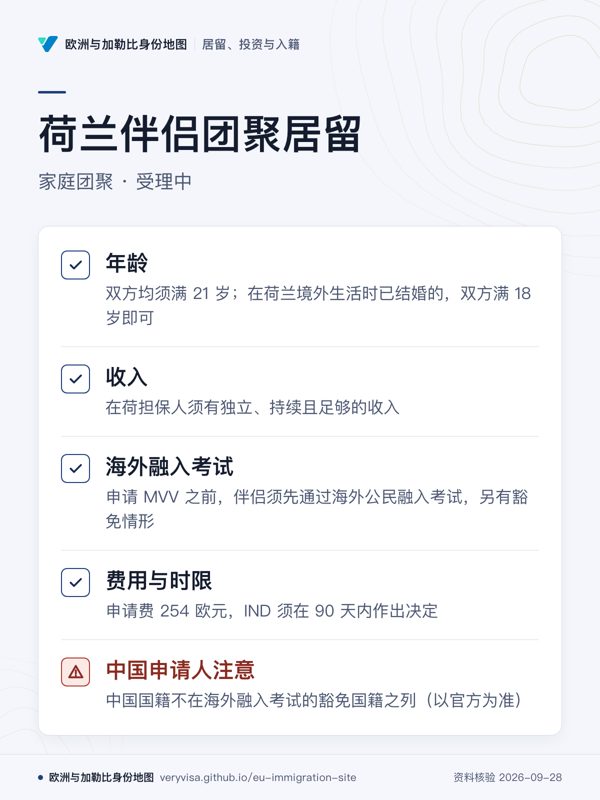 欧洲与加勒比身份地图 居留、投资与入籍
荷兰伴侣团聚居留
家庭团聚 · 受理中
年龄
双方均须满 21 岁；在荷兰境外生活时已结婚的，双方满 18
岁即可
收入
在荷担保人须有独立、持续且足够的收入
海外融入考试
申请 MVV 之前，伴侣须先通过海外公民融入考试，另有豁
免情形
费用与时限
申请费 254 欧元，IND 须在 90 天内作出决定
中国申请人注意
中国国籍不在海外融入考试的豁免国籍之列（以官方为准）
欧洲与加勒比身份地图 veryvisa.github.io/eu-immigration-site 资料核验 2026-09-28